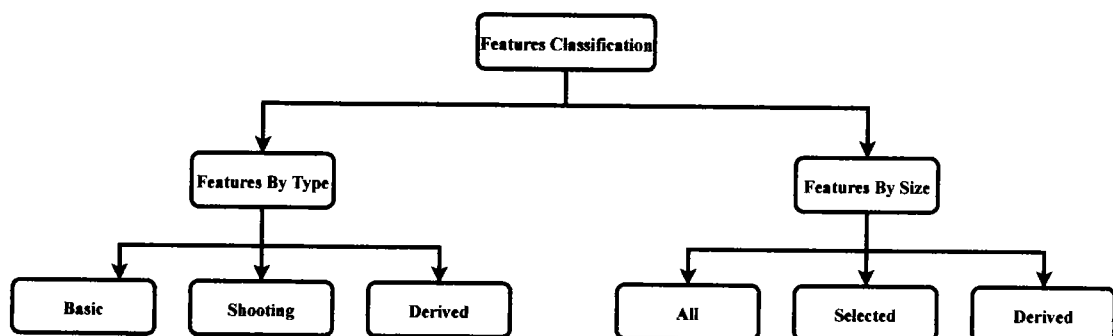 Features Classification
Features By Type
Features By Size
Basic
Shooting
Derived
All
Selected
Derived